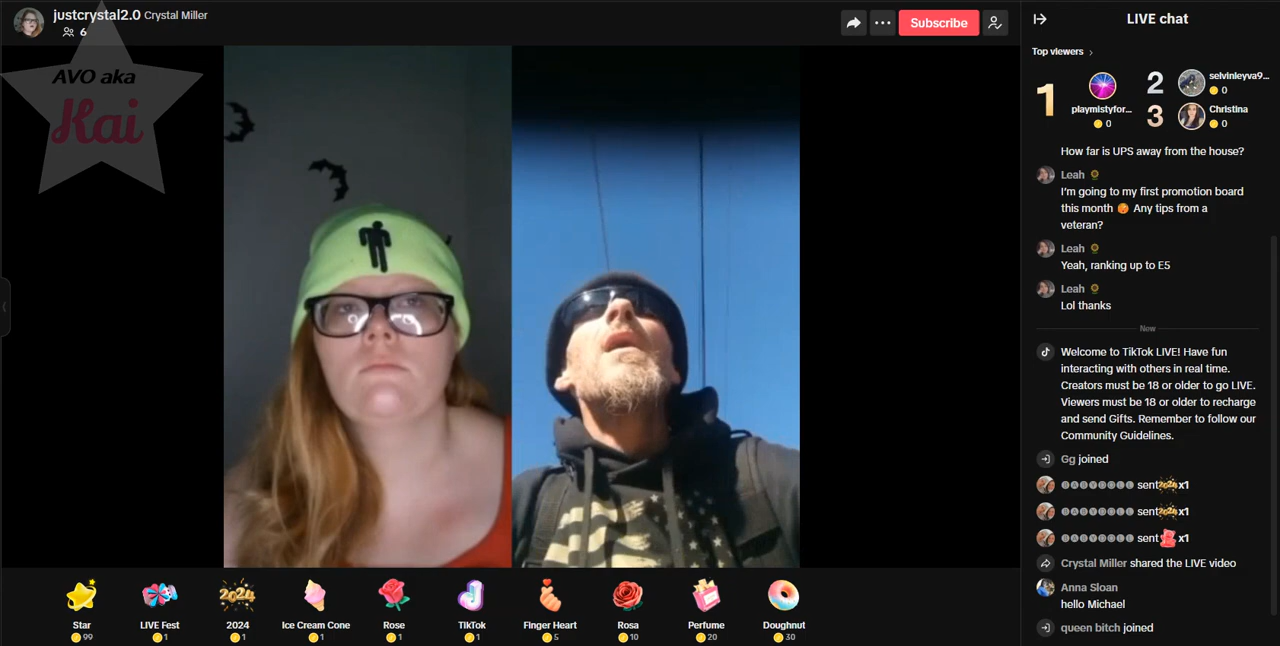 justcrystal2.0 Crystal Miller
6
Subscribe
AVO aka
Kai
LIVE chat
Top viewers
1
playmistyfor...
0
2
selvinleyva9...
0
3
Christina
0
How far is UPS away from the house?
Leah
I'm going to my first promotion board
this month Any tips from a
veteran?
Leah
Yeah, ranking up to E5
Leah
Lol thanks
New
Welcome to TikTok LIVE! Have fun
interacting with others in real time.
Creators must be 18 or older to go LIVE.
Viewers must be 18 or older to recharge
and send Gifts. Remember to follow our
Community Guidelines.
Gg joined
🅑🅐🅑🅨🅓🅞🅛🅛 sent 2024 x1
🅑🅐🅑🅨🅓🅞🅛🅛 sent 2024 x1
🅑🅐🅑🅨🅓🅞🅛🅛 sent x1
Crystal Miller shared the LIVE video
Anna Sloan
hello Michael
queen bitch joined
2024
Star
LIVE Fest
2024
Ice Cream Cone
Rose
TikTok
Finger Heart
Rosa
Perfume
Doughnut
99
1
1
1
1
1
5
10
20
30